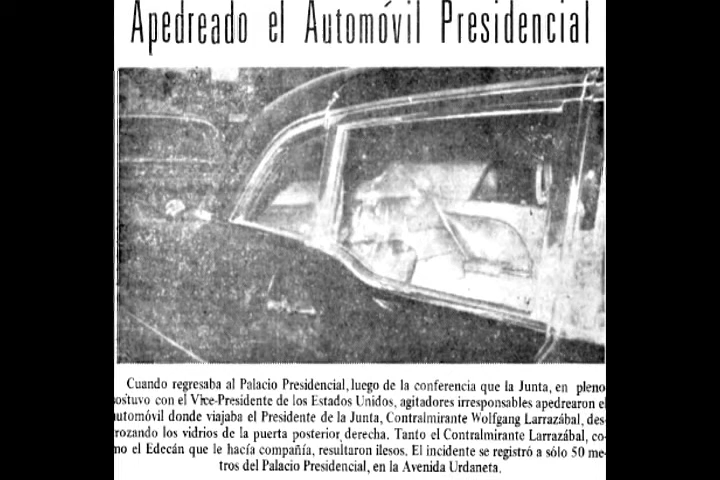 Apedreado el Automóvil Presidencial
Cuando regresaba al Palacio Presidencial, luego de la conferencia que la Junta, en pleno
sostuvo con el Vice-Presidente de los Estados Unidos, agitadores irresponsables apedrearon el
automóvil donde viajaba el Presidente de la Junta, Contralmirante Wolfgang Larrazábal, des-
rozando los vidrios de la puerta posterior derecha. Tanto el Contralmirante Larrazábal, co-
mo el Edecán que le hacía compañía, resultaron ilesos. El incidente se registró a sólo 50 me-
tros del Palacio Presidencial, en la Avenida Urdaneta.